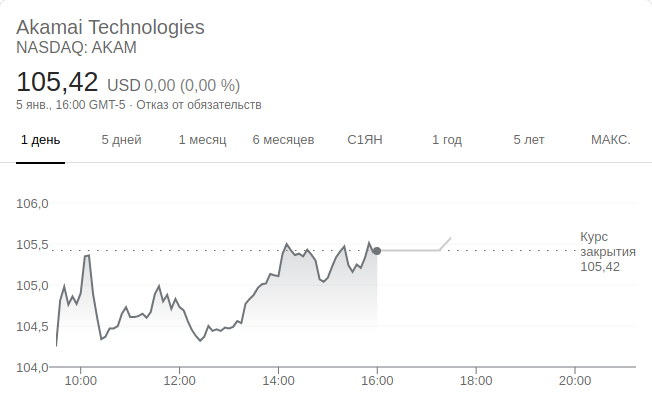 Akamai Technologies
NASDAQ: AKAM
105,42 USD 0,00 (0,00 %)
5 янв., 16:00 GMT-5 · Отказ от обязательств
1 день 5 дней 1 месяц 6 месяцев С1ЯН 1 год 5 лет МАКС.
106,0
105,5
105,0
104,5
104,0
Курс
закрытия
105,42
10:00 12:00 14:00 16:00 18:00 20:00